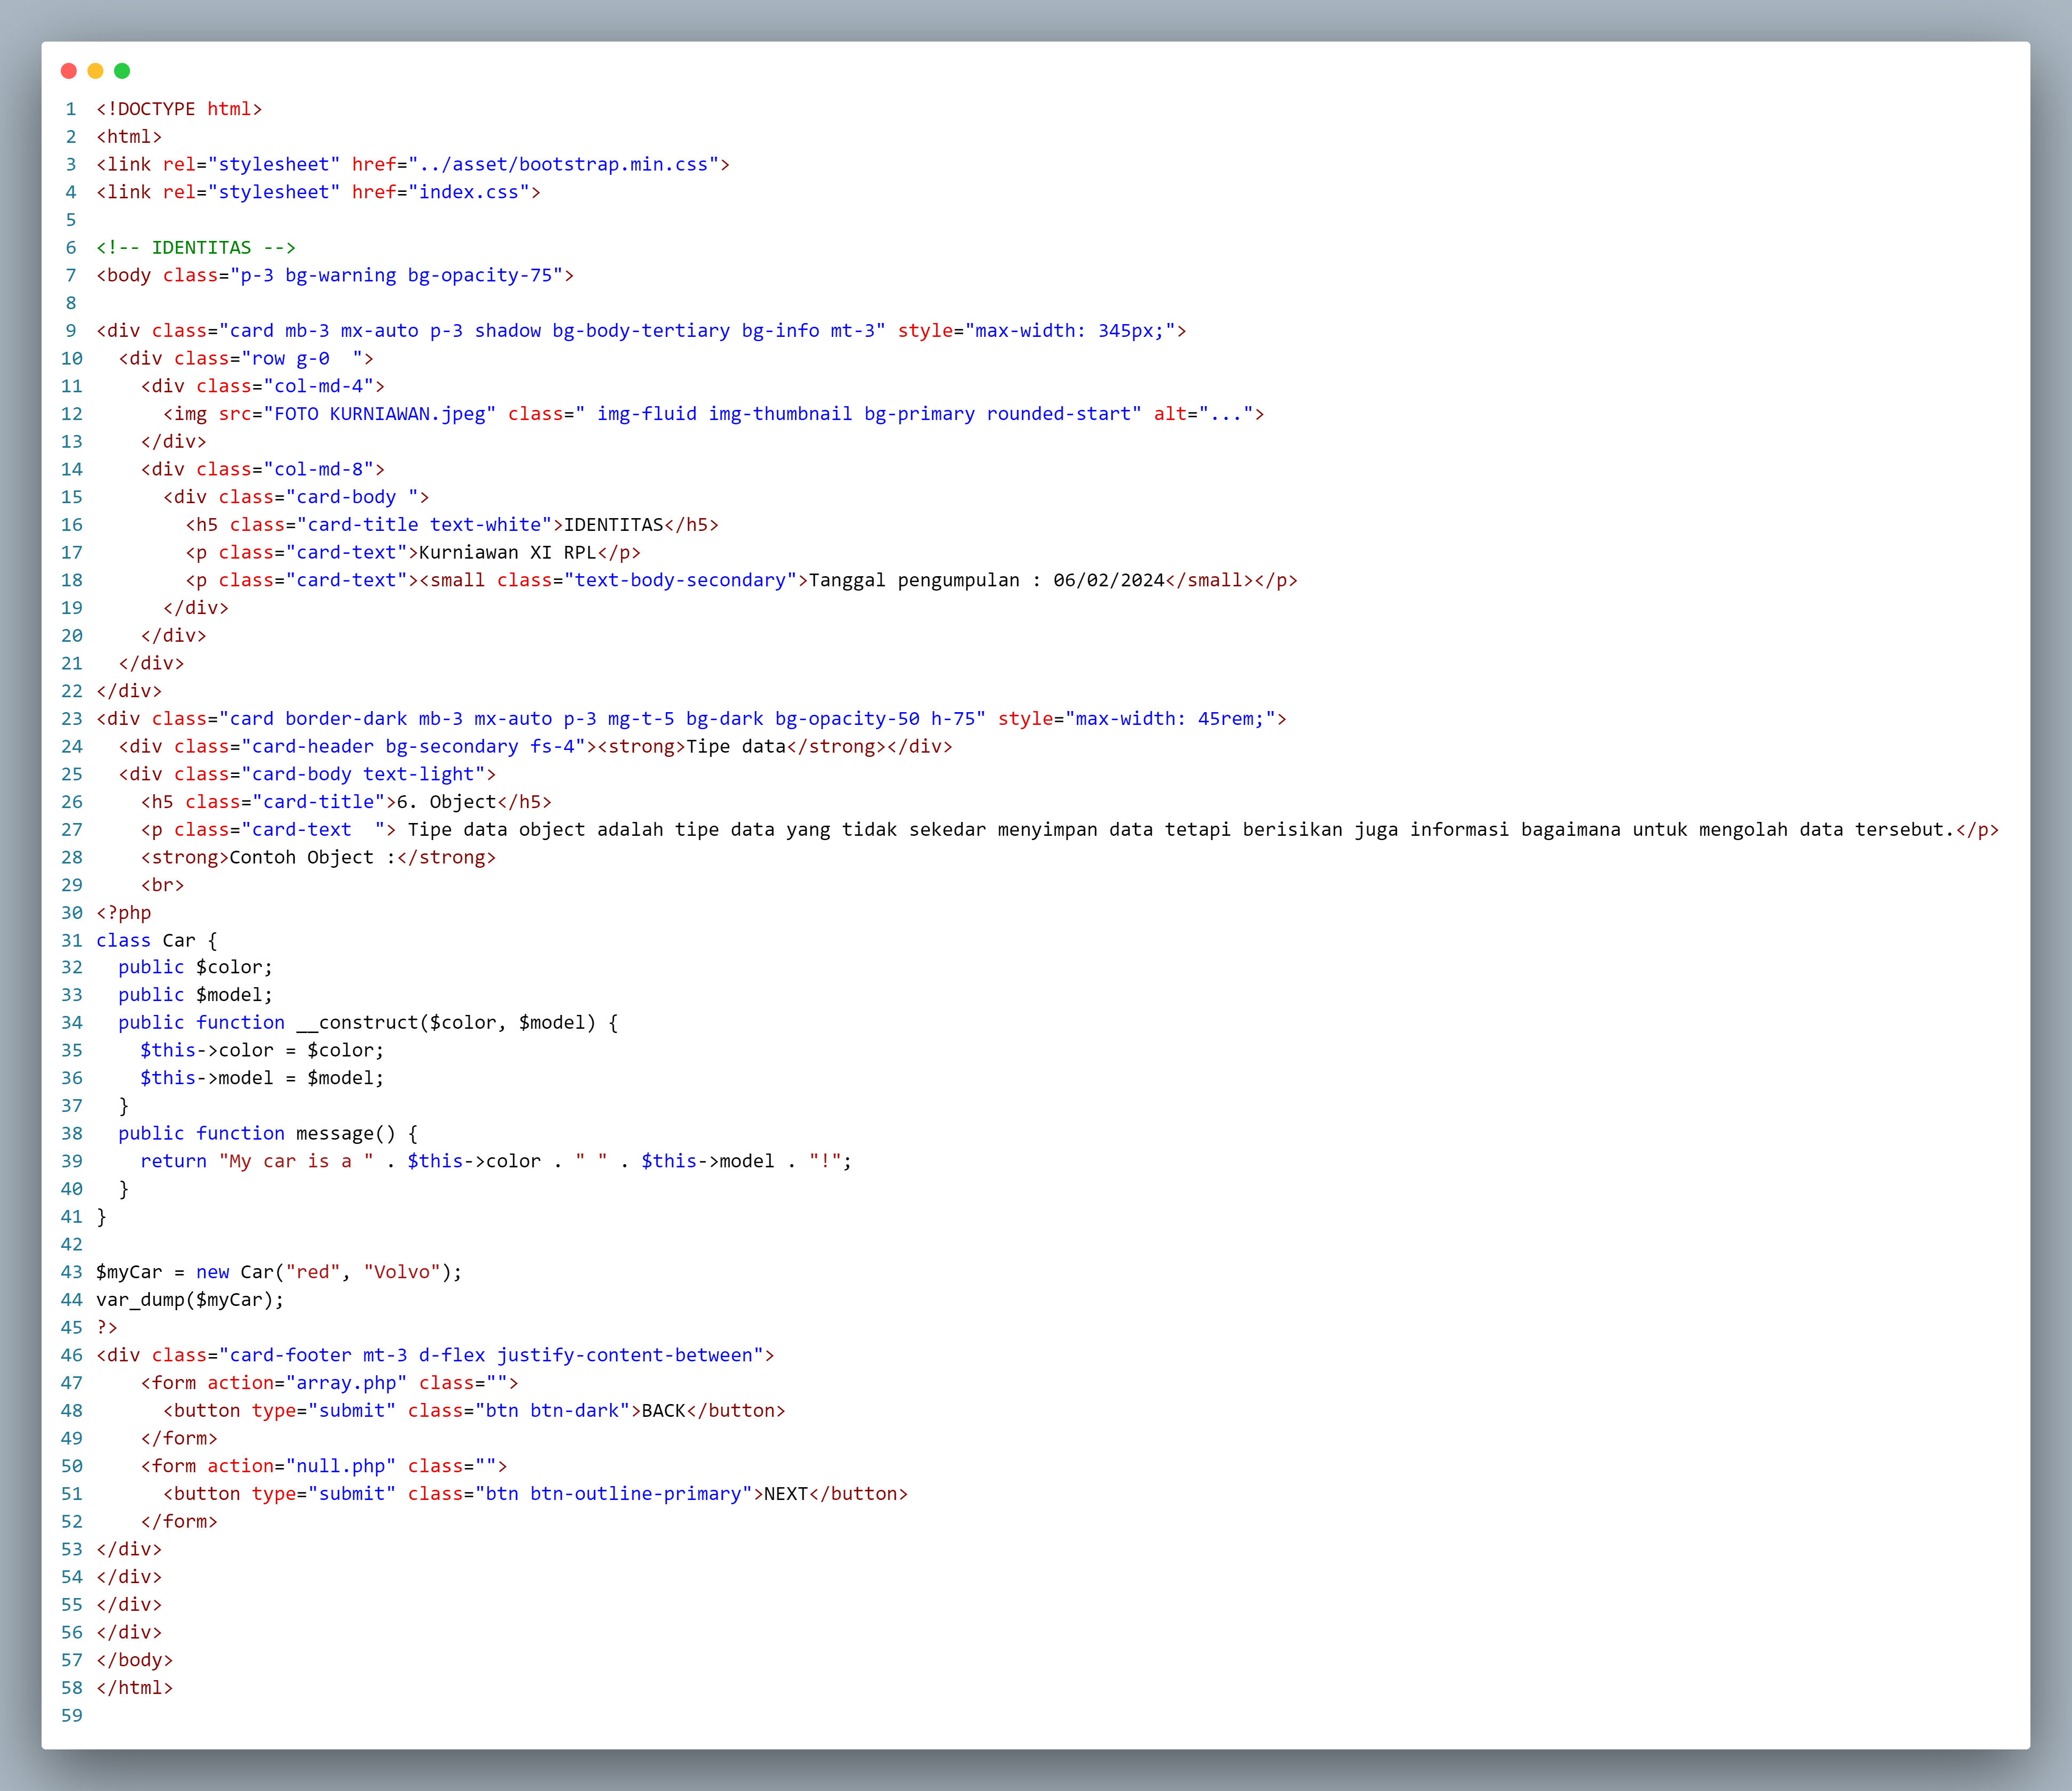 1 <!DOCTYPE html>
2 <html>
3 <link rel="stylesheet" href="../asset/bootstrap.min.css">
4 <link rel="stylesheet" href="index.css">
5
6 <!-- IDENTITAS -->
7 <body class="p-3 bg-warning bg-opacity-75">
8
9 <div class="card mb-3 mx-auto p-3 shadow bg-body-tertiary bg-info mt-3" style="max-width: 345px;">
10   <div class="row g-0  ">
11     <div class="col-md-4">
12       <img src="FOTO KURNIAWAN.jpeg" class=" img-fluid img-thumbnail bg-primary rounded-start" alt="...">
13     </div>
14     <div class="col-md-8">
15       <div class="card-body ">
16         <h5 class="card-title text-white">IDENTITAS</h5>
17         <p class="card-text">Kurniawan XI RPL</p>
18         <p class="card-text"><small class="text-body-secondary">Tanggal pengumpulan : 06/02/2024</small></p>
19       </div>
20     </div>
21   </div>
22 </div>
23 <div class="card border-dark mb-3 mx-auto p-3 mg-t-5 bg-dark bg-opacity-50 h-75" style="max-width: 45rem;">
24   <div class="card-header bg-secondary fs-4"><strong>Tipe data</strong></div>
25   <div class="card-body text-light">
26     <h5 class="card-title">6. Object</h5>
27     <p class="card-text  "> Tipe data object adalah tipe data yang tidak sekedar menyimpan data tetapi berisikan juga informasi bagaimana untuk mengolah data tersebut.</p>
28     <strong>Contoh Object :</strong>
29     <br>
30 <?php
31 class Car {
32   public $color;
33   public $model;
34   public function __construct($color, $model) {
35     $this->color = $color;
36     $this->model = $model;
37   }
38   public function message() {
39     return "My car is a " . $this->color . " " . $this->model . "!";
40   }
41 }
42
43 $myCar = new Car("red", "Volvo");
44 var_dump($myCar);
45 ?>
46 <div class="card-footer mt-3 d-flex justify-content-between">
47     <form action="array.php" class="">
48       <button type="submit" class="btn btn-dark">BACK</button>
49     </form>
50     <form action="null.php" class="">
51       <button type="submit" class="btn btn-outline-primary">NEXT</button>
52     </form>
53 </div>
54 </div>
55 </div>
56 </div>
57 </body>
58 </html>
59